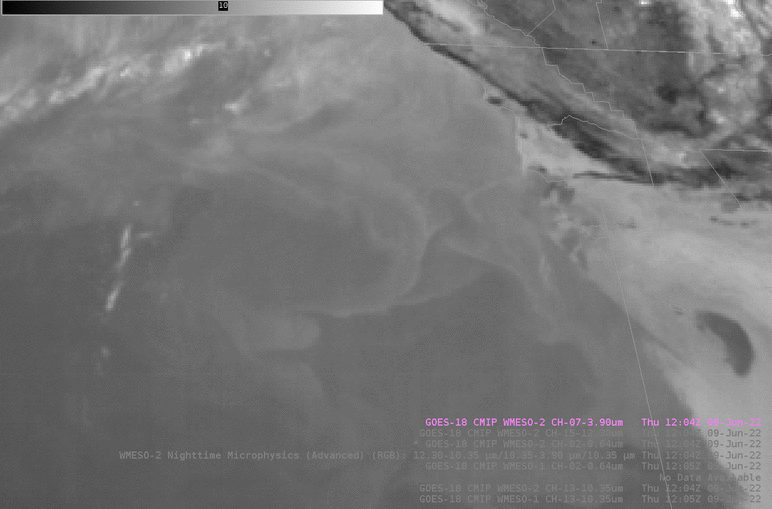 10
GOES-18 CMIP WMESO-2 CH-07-3.90um Thu 12:04Z 09-Jun-22
GOES-18 CMIP WMESO-2 CH-15-12 Thu 09-Jun-22
* GOES-18 CMIP WMESO-2 CH-02-0.64um Thu 12:04Z 09-Jun-22
WMESO-2 Nighttime Microphysics (Advanced) (RGB): 12.30-10.35 µm/10.35-3.90 µm/10.35 µm Thu 12:04Z 09-Jun-22
GOES-18 CMIP WMESO-1 CH-02-0.64um Thu 12:05Z 09-Jun-22
No Data Available
GOES-18 CMIP WMESO-2 CH-13-10.35um Thu 12:04Z 09-Jun-22
GOES-18 CMIP WMESO-1 CH-13-10.35um Thu 12:05Z 09-Jun-22